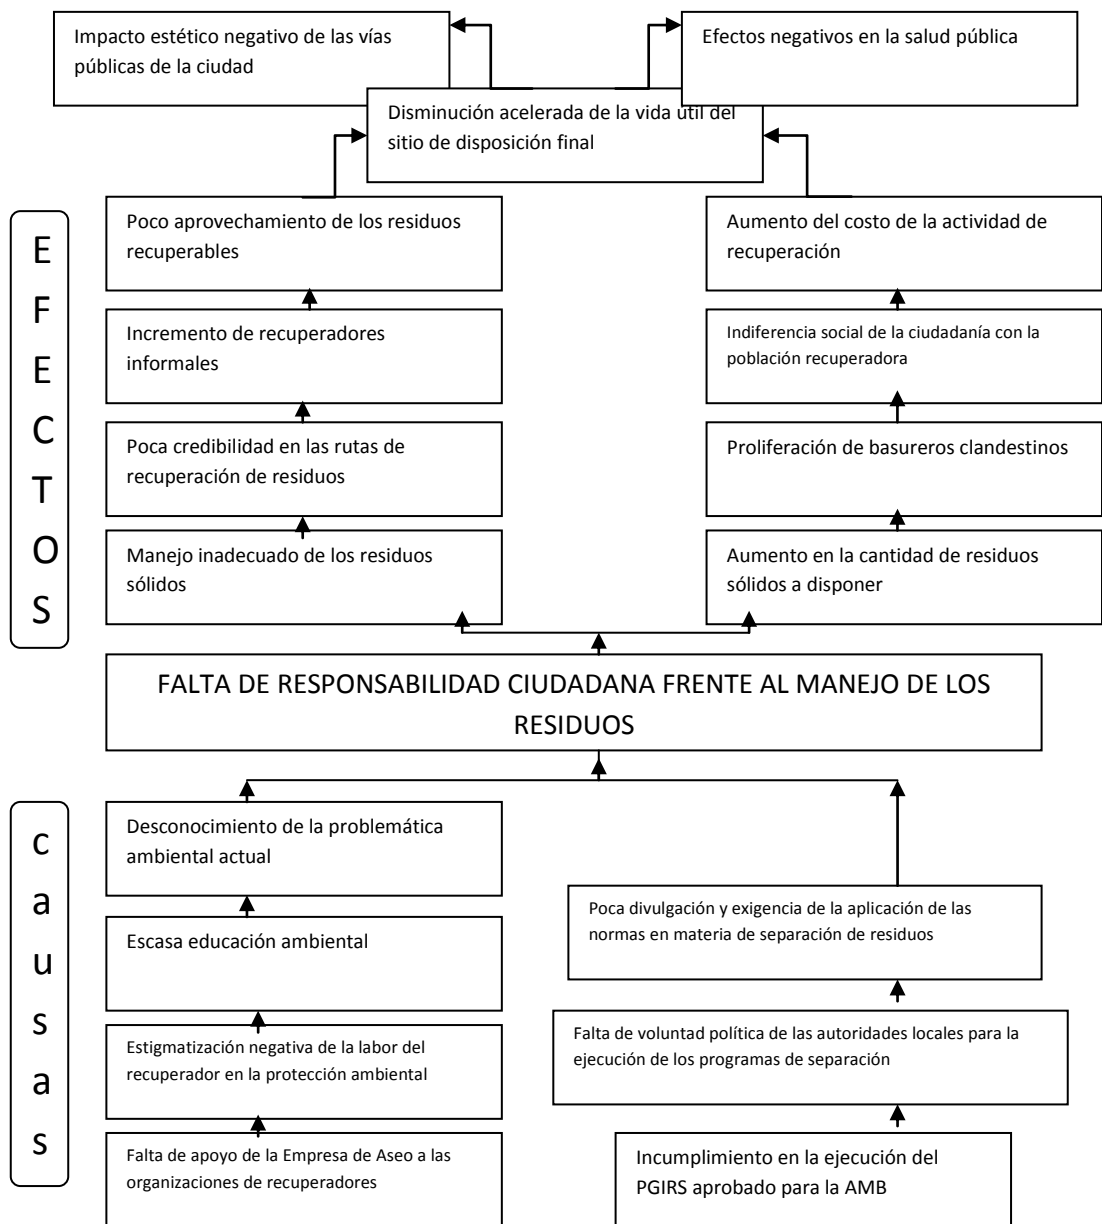 Impacto estético negativo de las vías
públicas de la ciudad
Efectos negativos en la salud pública
Disminución acelerada de la vida útil del
sitio de disposición final
EFECTOS
Poco aprovechamiento de los residuos
recuperables
Aumento del costo de la actividad de
recuperación
Incremento de recuperadores
informales
Indiferencia social de la ciudadanía con la
población recuperadora
Poca credibilidad en las rutas de
recuperación de residuos
Proliferación de basureros clandestinos
Manejo inadecuado de los residuos
sólidos
Aumento en la cantidad de residuos
sólidos a disponer
FALTA DE RESPONSABILIDAD CIUDADANA FRENTE AL MANEJO DE LOS
RESIDUOS
causas
Desconocimiento de la problemática
ambiental actual
Poca divulgación y exigencia de la aplicación de las
normas en materia de separación de residuos
Escasa educación ambiental
Falta de voluntad política de las autoridades locales para la
ejecución de los programas de separación
Estigmatización negativa de la labor del
recuperador en la protección ambiental
Falta de apoyo de la Empresa de Aseo a las
organizaciones de recuperadores
Incumplimiento en la ejecución del
PGIRS aprobado para la AMB